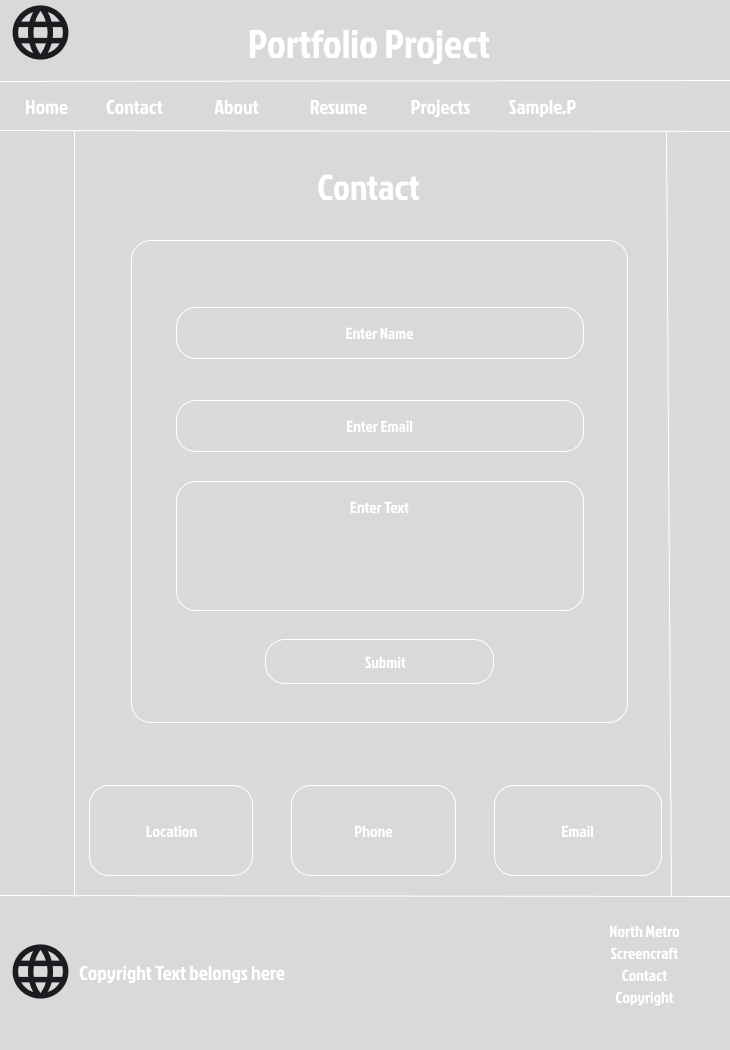 Portfolio Project
Home Contact About Resume Projects Sample.P
Contact
Enter Name
Enter Email
Enter Text
Submit
Location Phone Email
Copyright Text belongs here
North Metro
Screencraft
Contact
Copyright